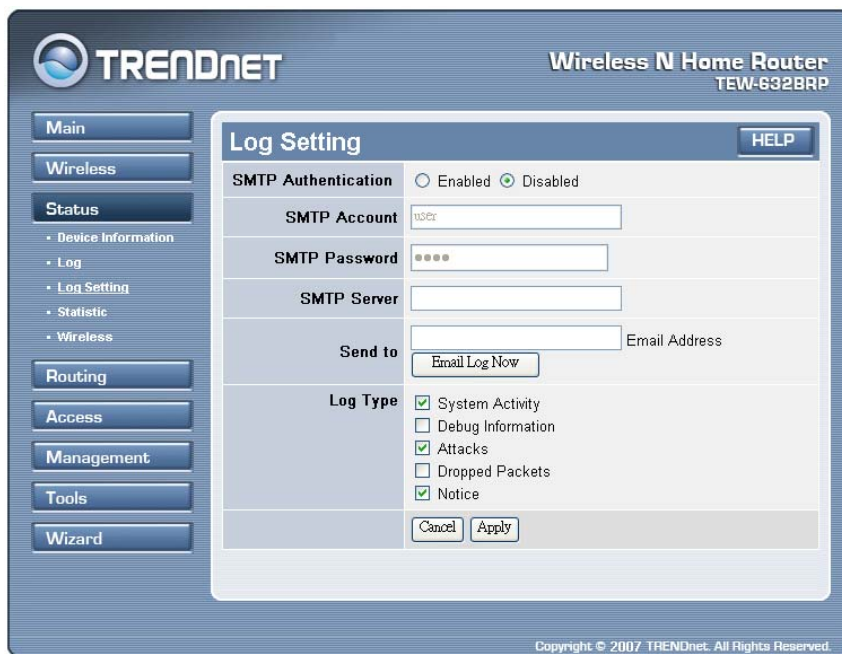 TRENDNET
Wireless N Home Router
TEW-632BRP
Main
Wireless
Status
• Device Information
• Log
• Log Setting
• Statistic
• Wireless
Routing
Access
Management
Tools
Wizard
Log Setting
HELP
SMTP Authentication Enabled Disabled
SMTP Account user
SMTP Password ••••
SMTP Server
Send to Email Address
Email Log Now
Log Type System Activity
Debug Information
Attacks
Dropped Packets
Notice
Cancel Apply
Copyright © 2007 TRENDnet. All Rights Reserved.